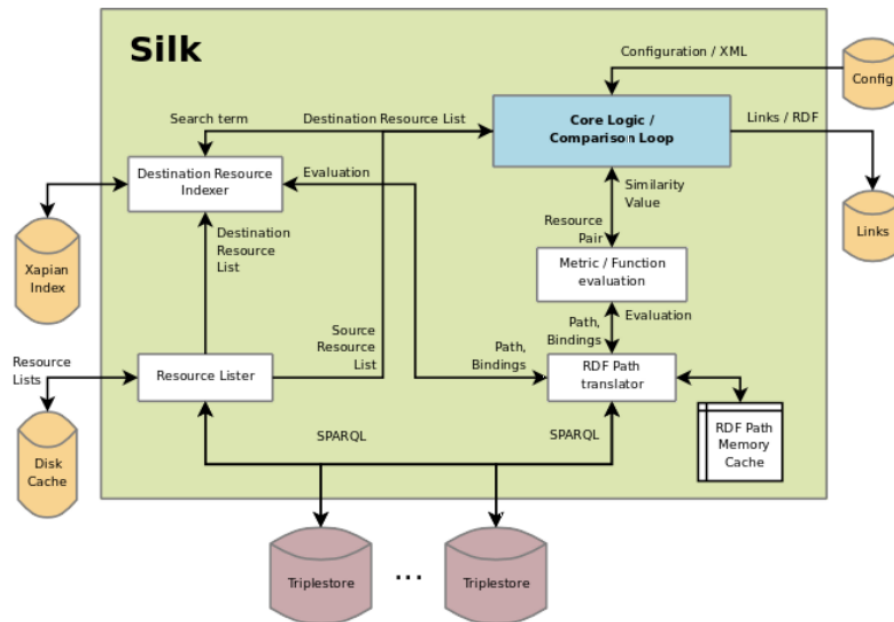 Silk
Configuration / XML
Config
Search term
Destination Resource List
Core Logic /
Comparison Loop
Links / RDF
Destination Resource
Indexer
Evaluation
Similarity
Value
Resource
Pair
Links
Xapian
Index
Destination
Resource
List
Metric / Function
evaluation
Source
Resource
List
Path,
Bindings
Evaluation
Path,
Bindings
Resource
Lists
Resource Lister
RDF Path
translator
SPARQL
SPARQL
RDF Path
Memory
Cache
Disk
Cache
Triplestore
...
Triplestore